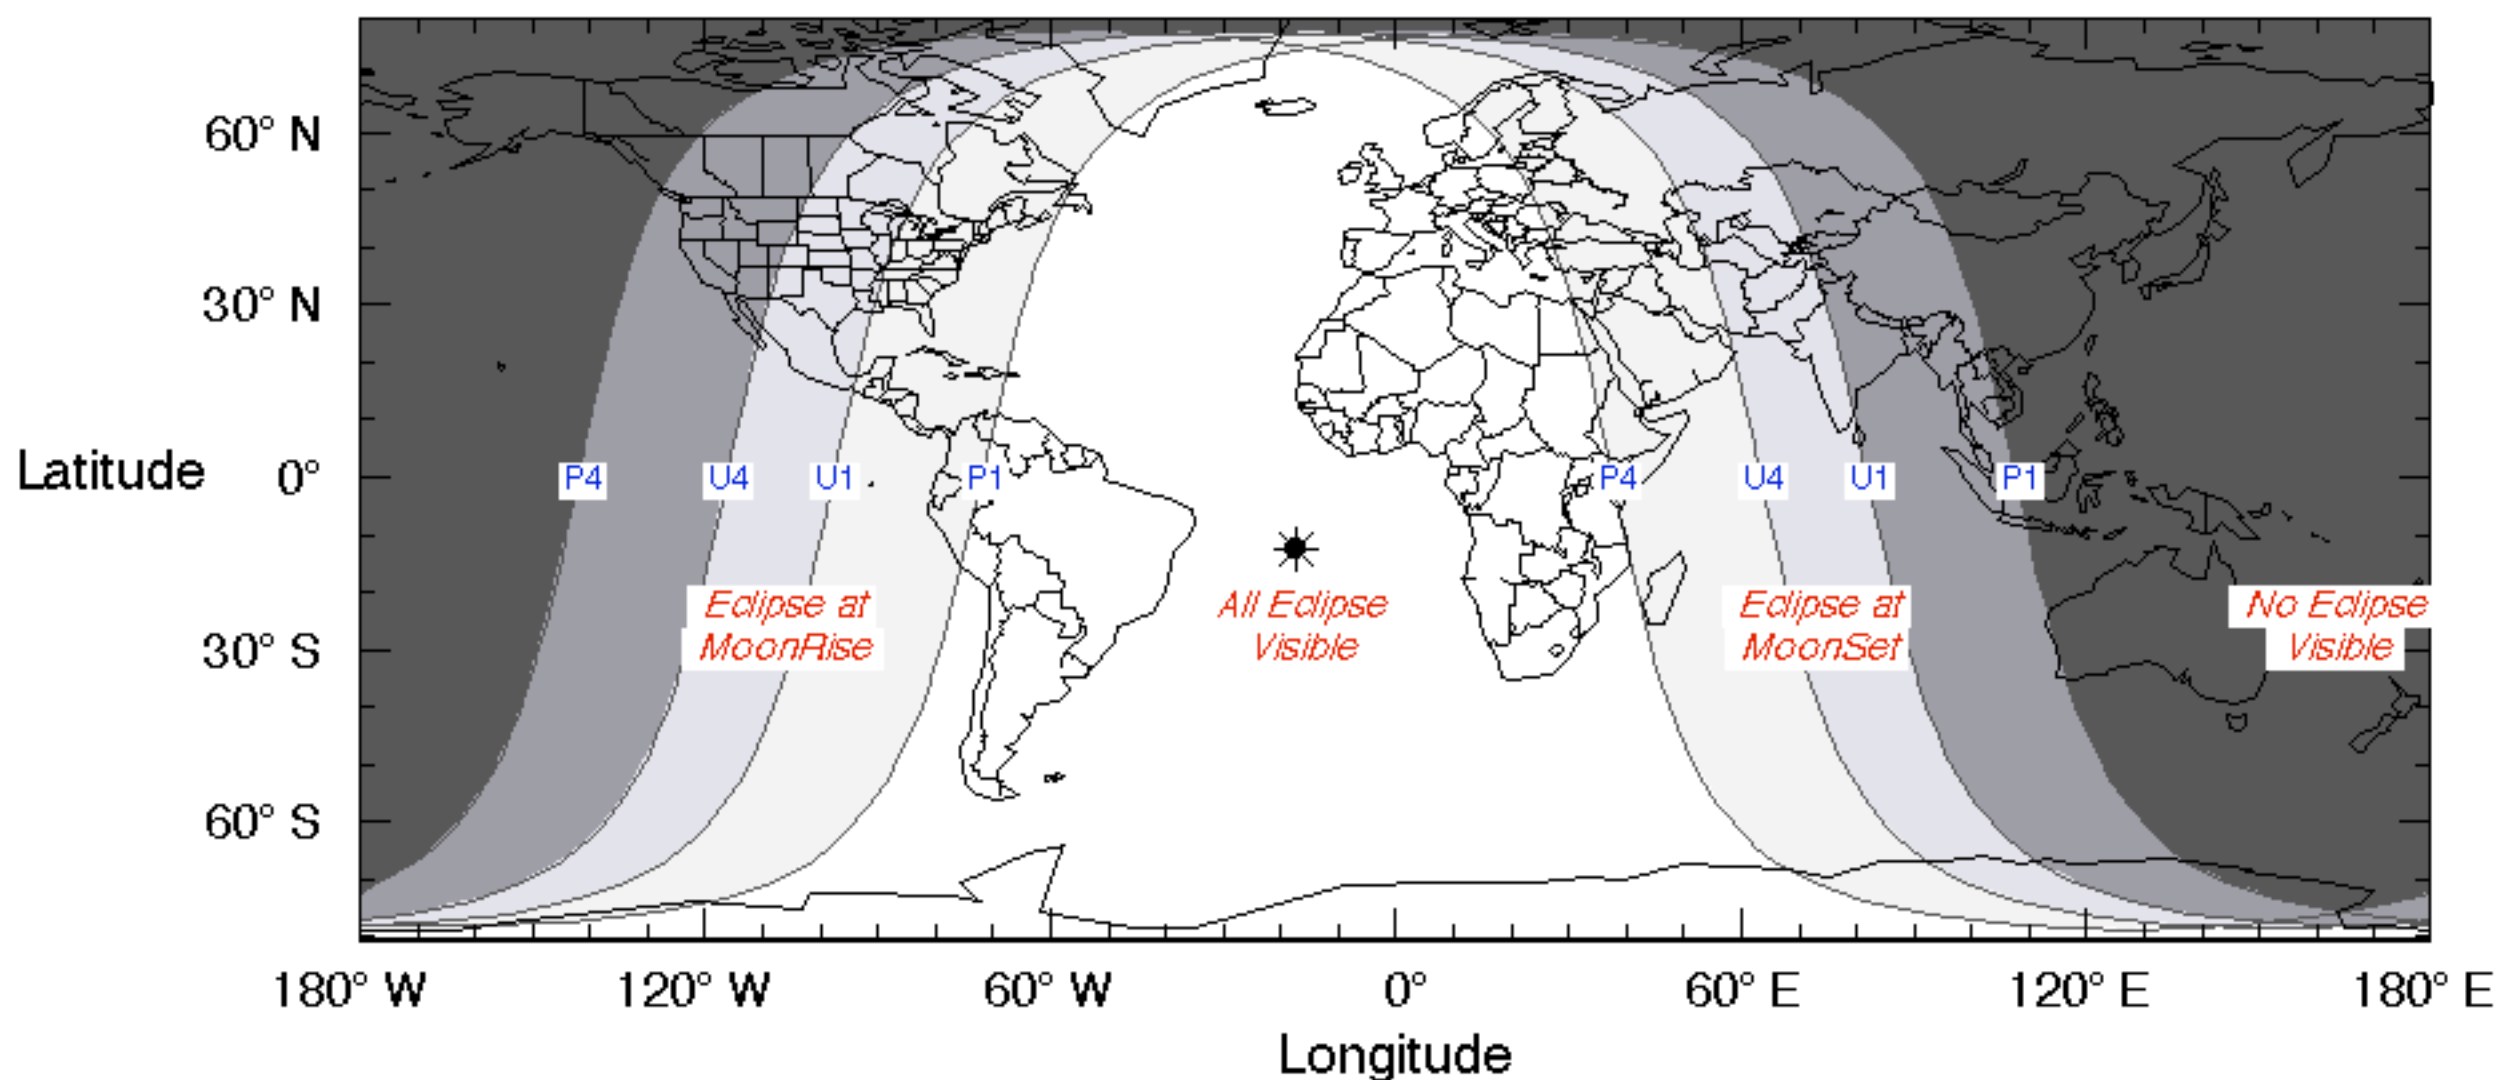 60° N
30° N
Latitude 0°
P4 U4 U1 P1 P4 U4 U1 P1
Eclipse at All Eclipse Eclipse at No Eclipse
MoonRise Visible MoonSet Visible
30° S
60° S
180° W 120° W 60° W 0° 60° E 120° E 180° E
Longitude